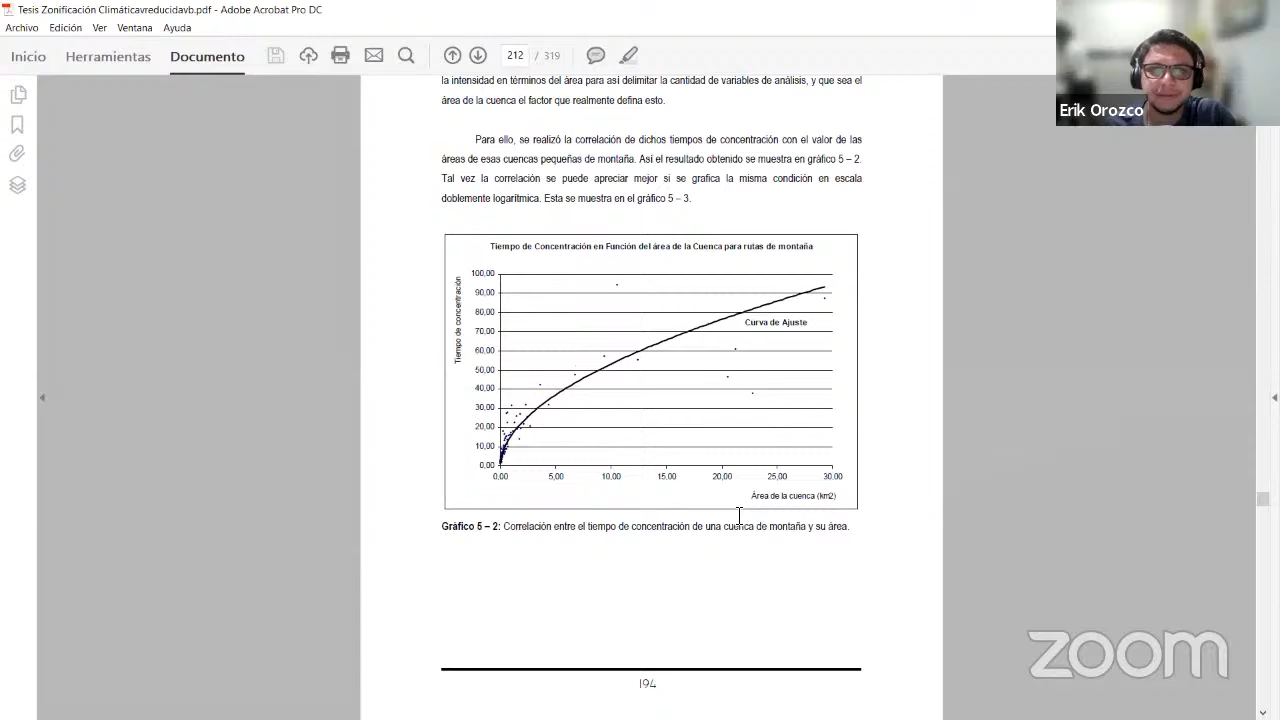 Tesis Zonificación Climáticavreducidavb.pdf - Adobe Acrobat Pro DC
Archivo Edición Ver Ventana Ayuda
Inicio Herramientas Documento 212 / 319
Erik Orozco
la intensidad en términos del área para así delimitar la cantidad de variables de análisis, y que sea el
área de la cuenca el factor que realmente defina esto.
Para ello, se realizó la correlación de dichos tiempos de concentración con el valor de las
áreas de esas cuencas pequeñas de montaña. Así el resultado obtenido se muestra en gráfico 5 – 2.
Tal vez la correlación se puede apreciar mejor si se grafica la misma condición en escala
doblemente logarítmica. Esta se muestra en el gráfico 5 – 3.
Tiempo de Concentración en Función del área de la Cuenca para rutas de montaña
Tiempo de concentración
100,00
90,00
80,00
70,00
60,00
50,00
40,00
30,00
20,00
10,00
0,00
Curva de Ajuste
0,00 5,00 10,00 15,00 20,00 25,00 30,00
Área de la cuenca (km2)
Gráfico 5 – 2: Correlación entre el tiempo de concentración de una cuenca de montaña y su área.
194
zoom